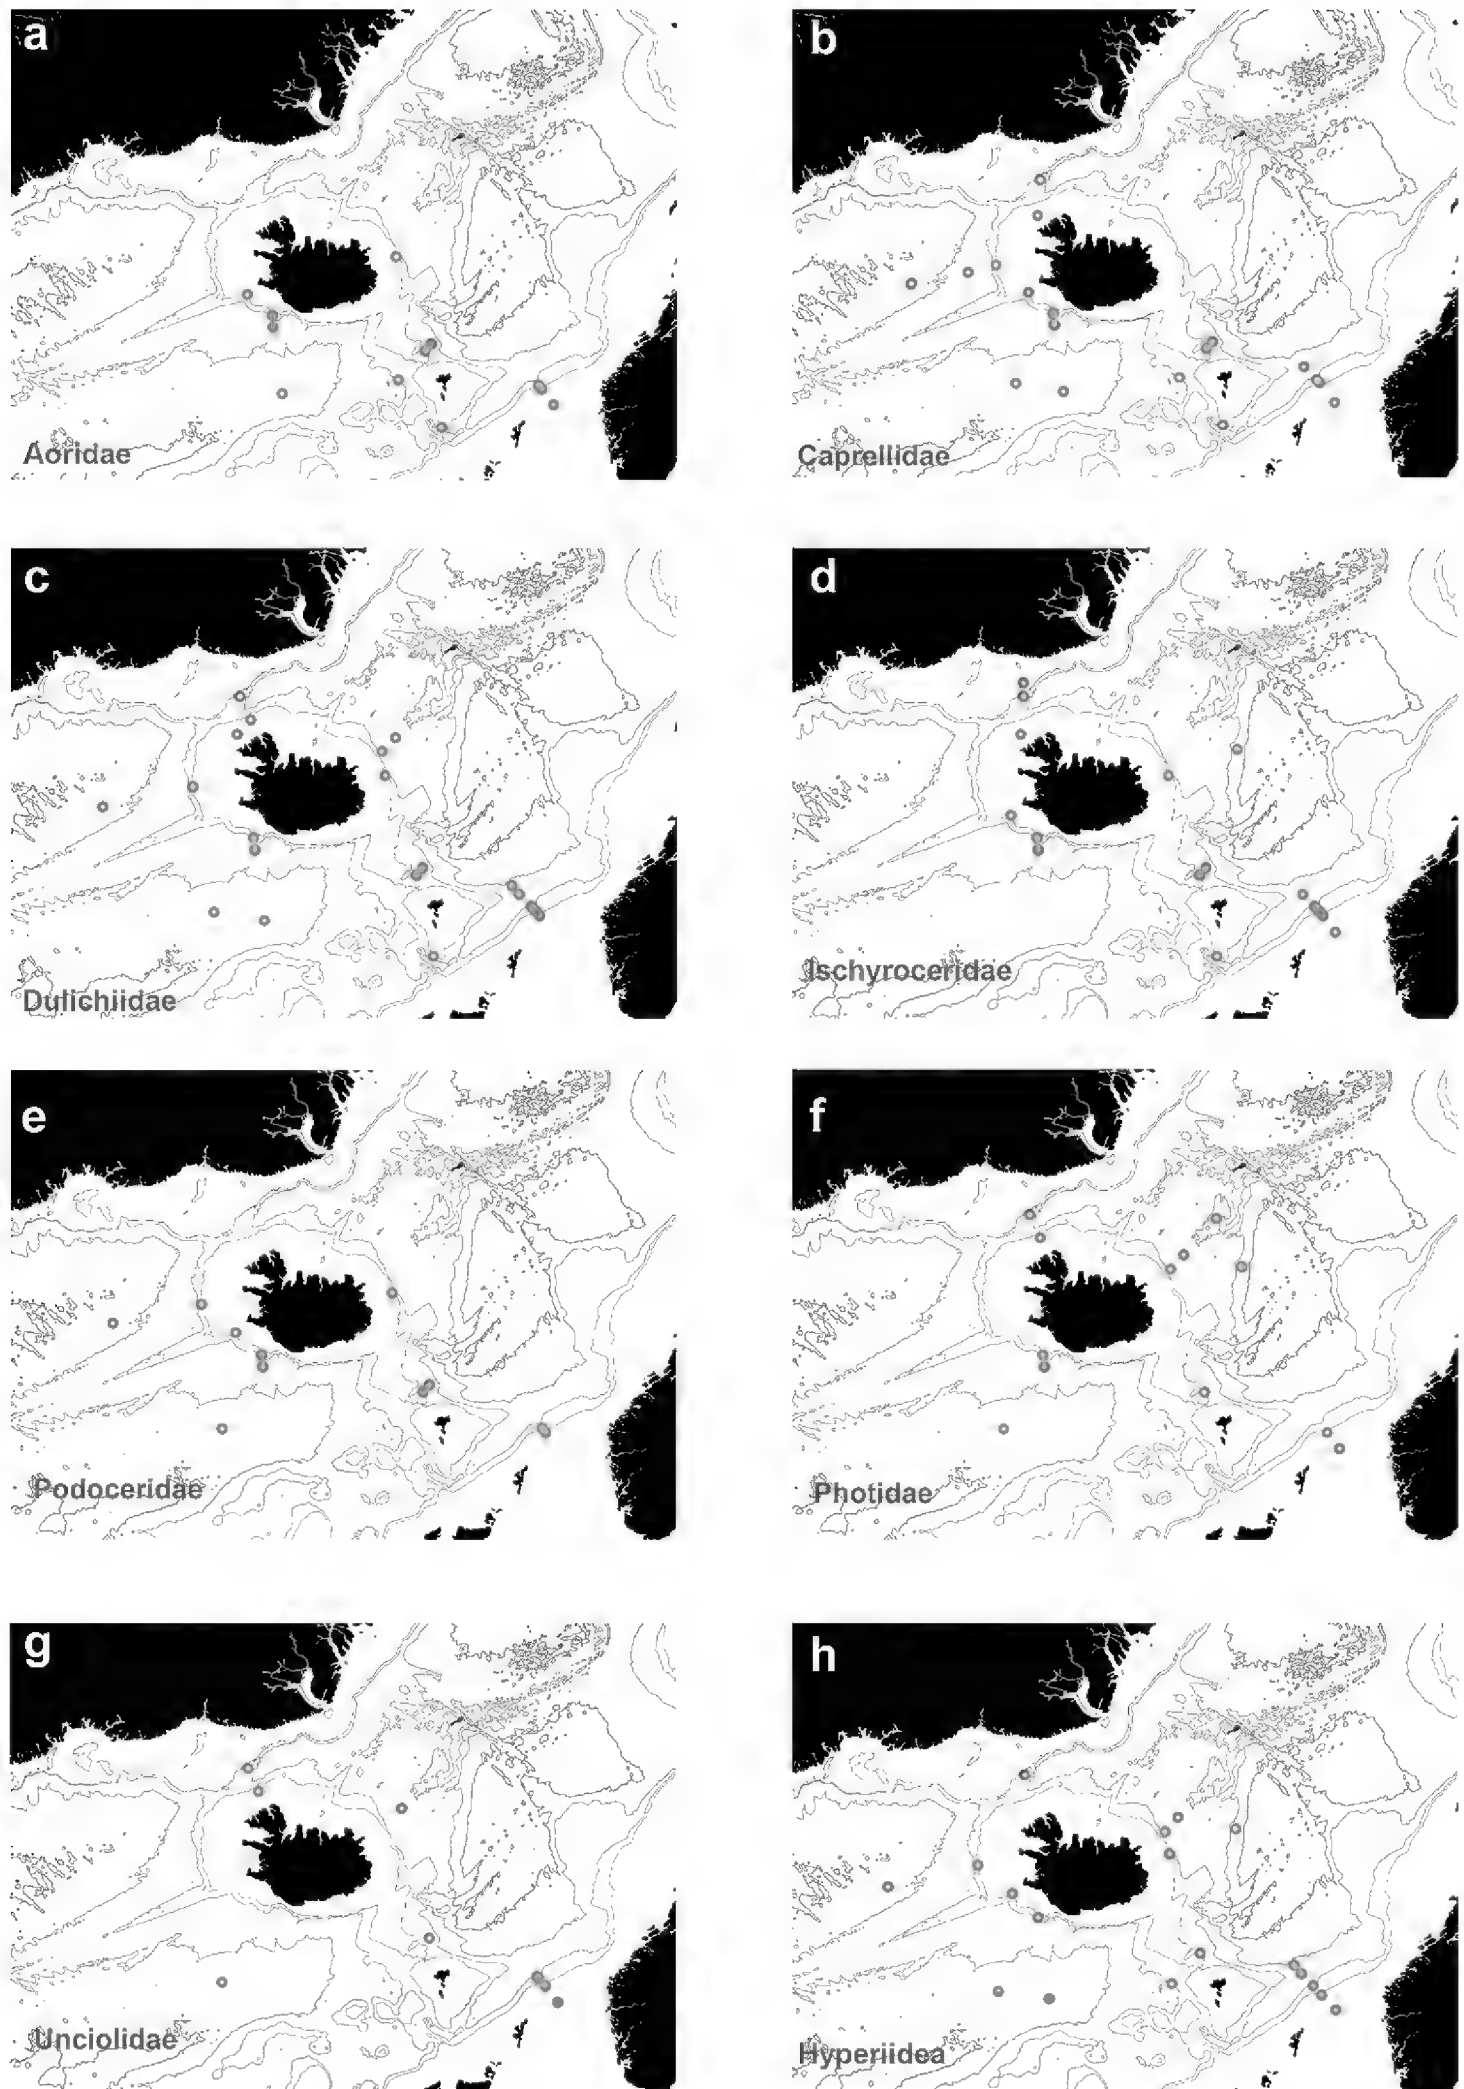 a
b
Aoridae
Caprellidae
c
d
Dulichiidae
Ischyroceridae
e
f
Podoceridae
Photidae
g
h
Unciolidae
Hyperiidea